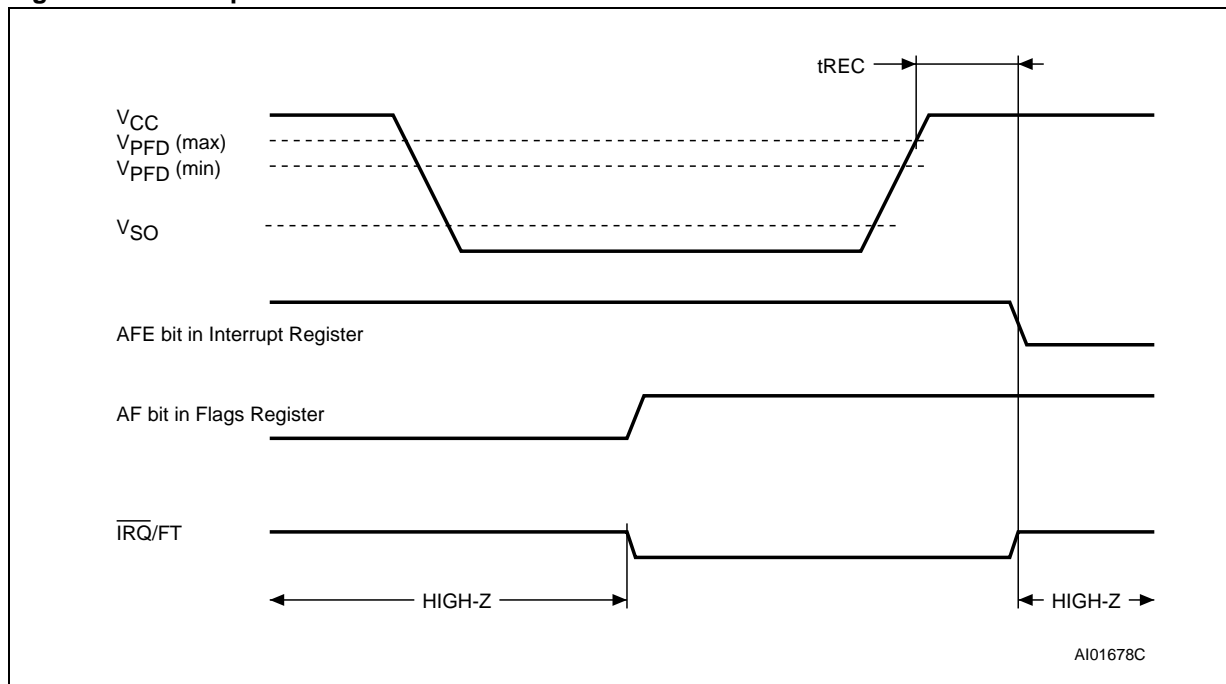 tREC
VCC
VPFD (max)
VPFD (min)
VSO
AFE bit in Interrupt Register
AF bit in Flags Register
IRQ/FT
HIGH-Z
HIGH-Z
AI01678C